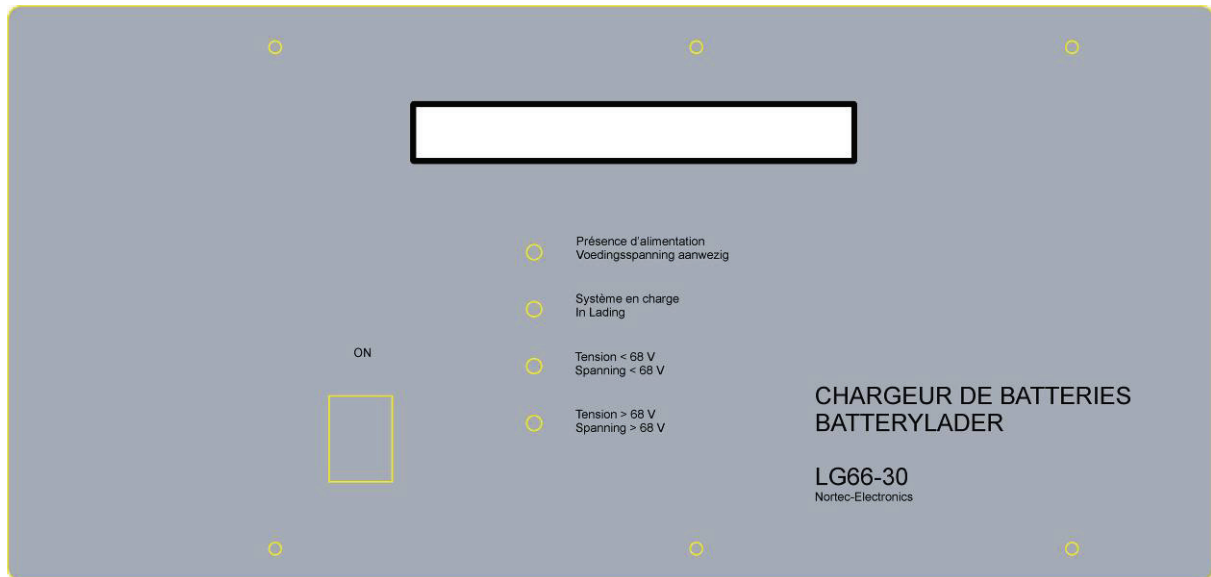 Présence d'alimentation
Voedingsspanning aanwezig
Système en charge
In Lading
ON
Tension < 68 V
Spanning < 68 V
Tension > 68 V
Spanning > 68 V
CHARGEUR DE BATTERIES
BATTERYLADER
LG66-30
Nortec-Electronics